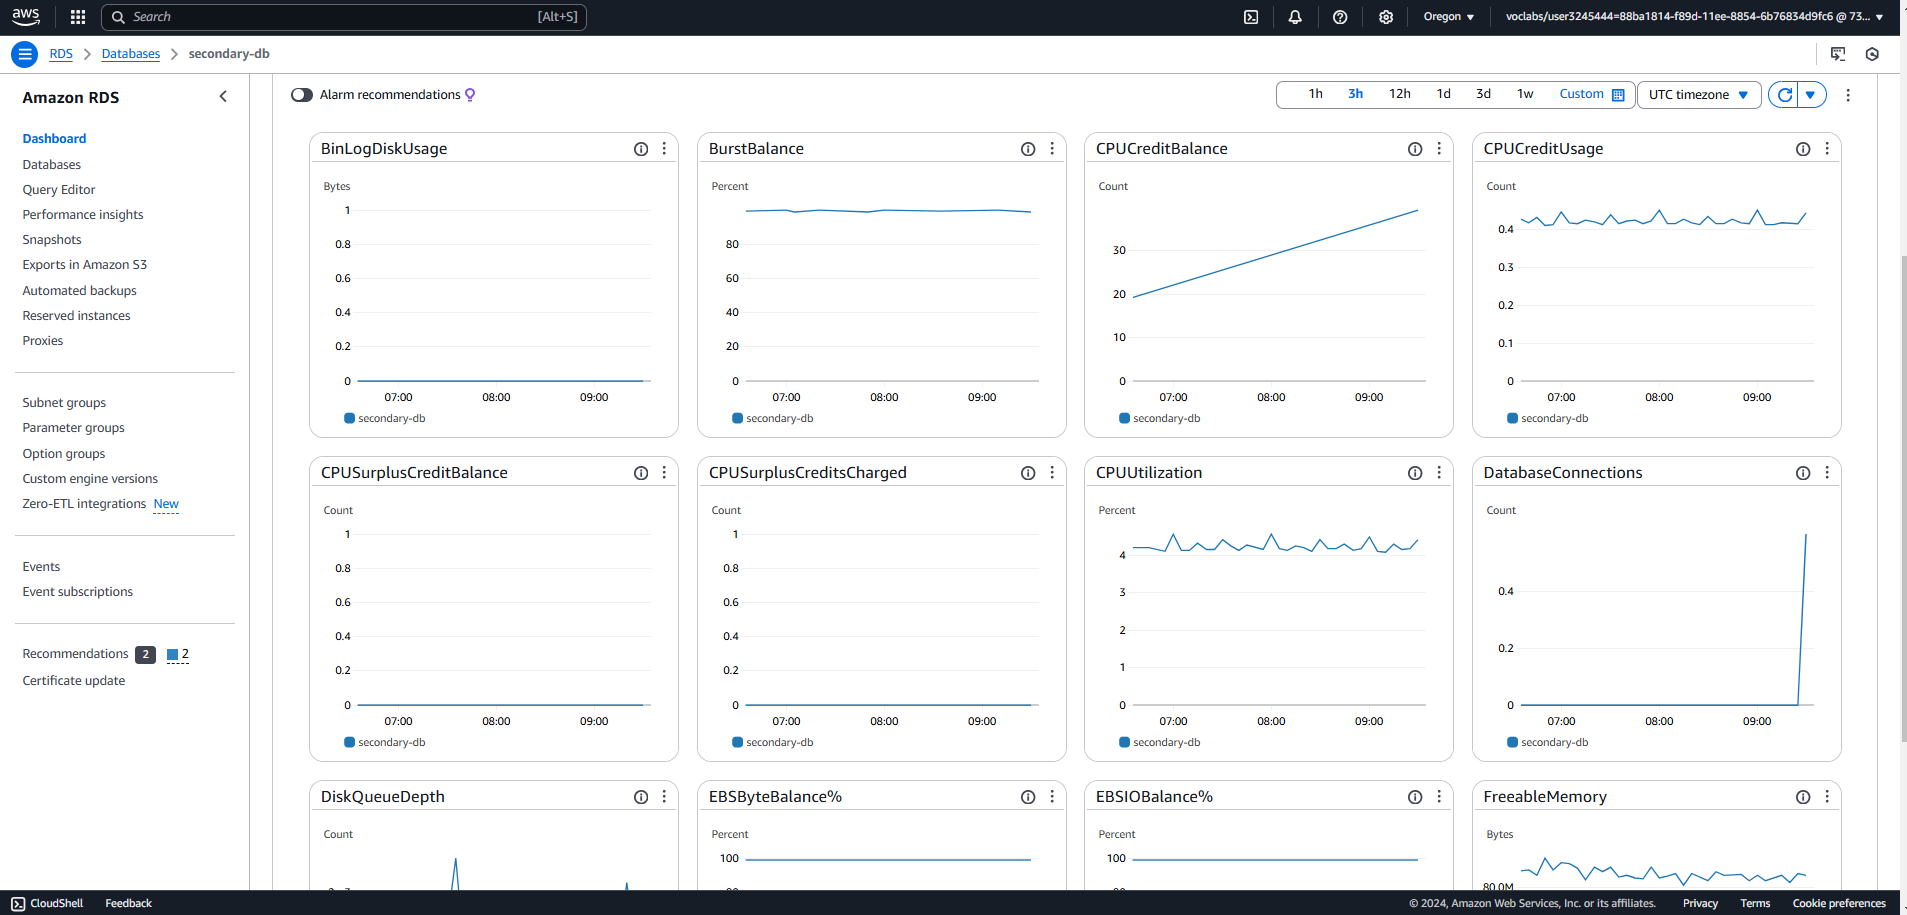 aws
Search [Alt+S]
Oregon
voclabs/user3245444=88ba1814-f89d-11ee-8854-6b76834d9fc6 @ 73...
RDS
Databases
secondary-db
Amazon RDS
Dashboard
Databases
Query Editor
Performance insights
Snapshots
Exports in Amazon S3
Automated backups
Reserved instances
Proxies
Subnet groups
Parameter groups
Option groups
Custom engine versions
Zero-ETL integrations New
Events
Event subscriptions
Recommendations 2 2
Certificate update
Alarm recommendations
1h 3h 12h 1d 3d 1w Custom
UTC timezone
BinLogDiskUsage
Bytes
1
0.8
0.6
0.4
0.2
0
07:00 08:00 09:00
secondary-db
BurstBalance
Percent
80
60
40
20
0
07:00 08:00 09:00
secondary-db
CPUCreditBalance
Count
30
20
10
0
07:00 08:00 09:00
secondary-db
CPUCreditUsage
Count
0.4
0.3
0.2
0.1
0
07:00 08:00 09:00
secondary-db
CPUSurplusCreditBalance
Count
1
0.8
0.6
0.4
0.2
0
07:00 08:00 09:00
secondary-db
CPUSurplusCreditsCharged
Count
1
0.8
0.6
0.4
0.2
0
07:00 08:00 09:00
secondary-db
CPUUtilization
Percent
4
3
2
1
0
07:00 08:00 09:00
secondary-db
DatabaseConnections
Count
0.4
0.2
0
07:00 08:00 09:00
secondary-db
DiskQueueDepth
Count
EBSByteBalance%
Percent
100
EBSIOBalance%
Percent
100
FreeableMemory
Bytes
80.0M
CloudShell
Feedback
© 2024, Amazon Web Services, Inc. or its affiliates.
Privacy
Terms
Cookie preferences